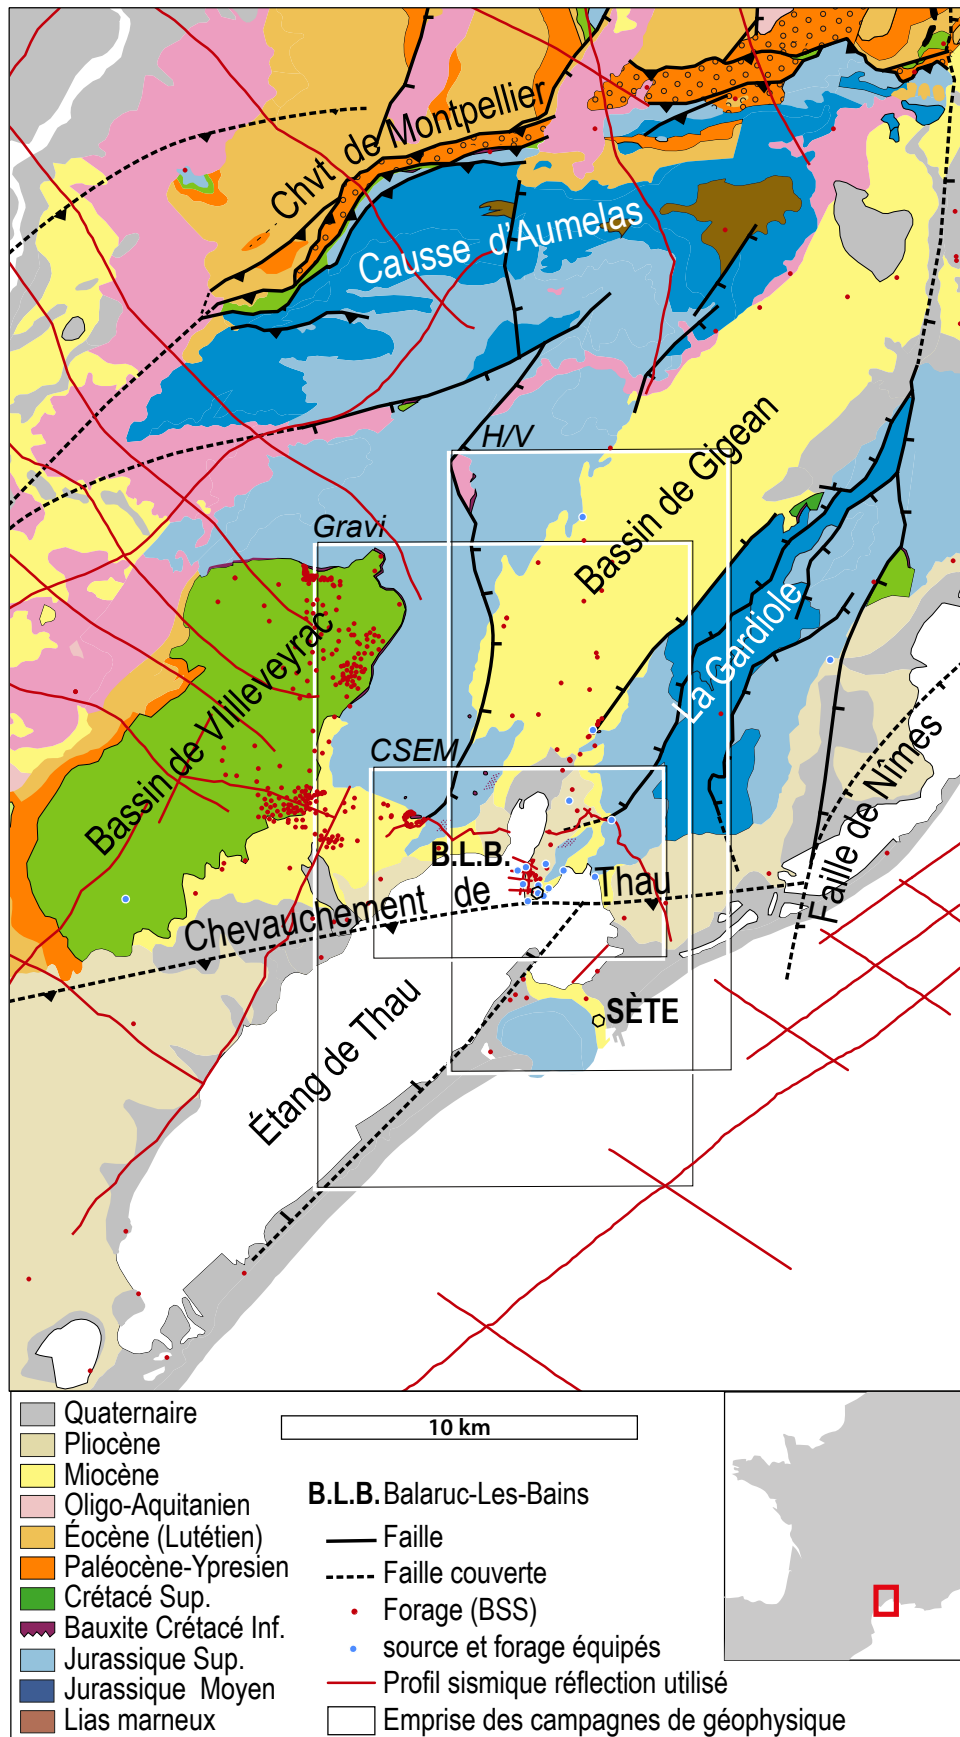 Chvt de Montpellier
Causse d'Aumelas
H/V
Gravi
Bassin de Gigean
La Gardiole
Bassin de VIllleveyrac
CSEM
B.L.B.
Chevauchement de Thau
Faille de Nîmes
SÈTE
Étang de Thau
Quaternaire
Pliocène
Miocène
Oligo-Aquitanien
Éocène (Lutétien)
Paléocène-Ypresien
Crétacé Sup.
Bauxite Crétacé Inf.
Jurassique Sup.
Jurassique Moyen
Lias marneux
10 km
B.L.B. Balaruc-Les-Bains
Faille
Faille couverte
Forage (BSS)
source et forage équipés
Profil sismique réflection utilisé
Emprise des campagnes de géophysique